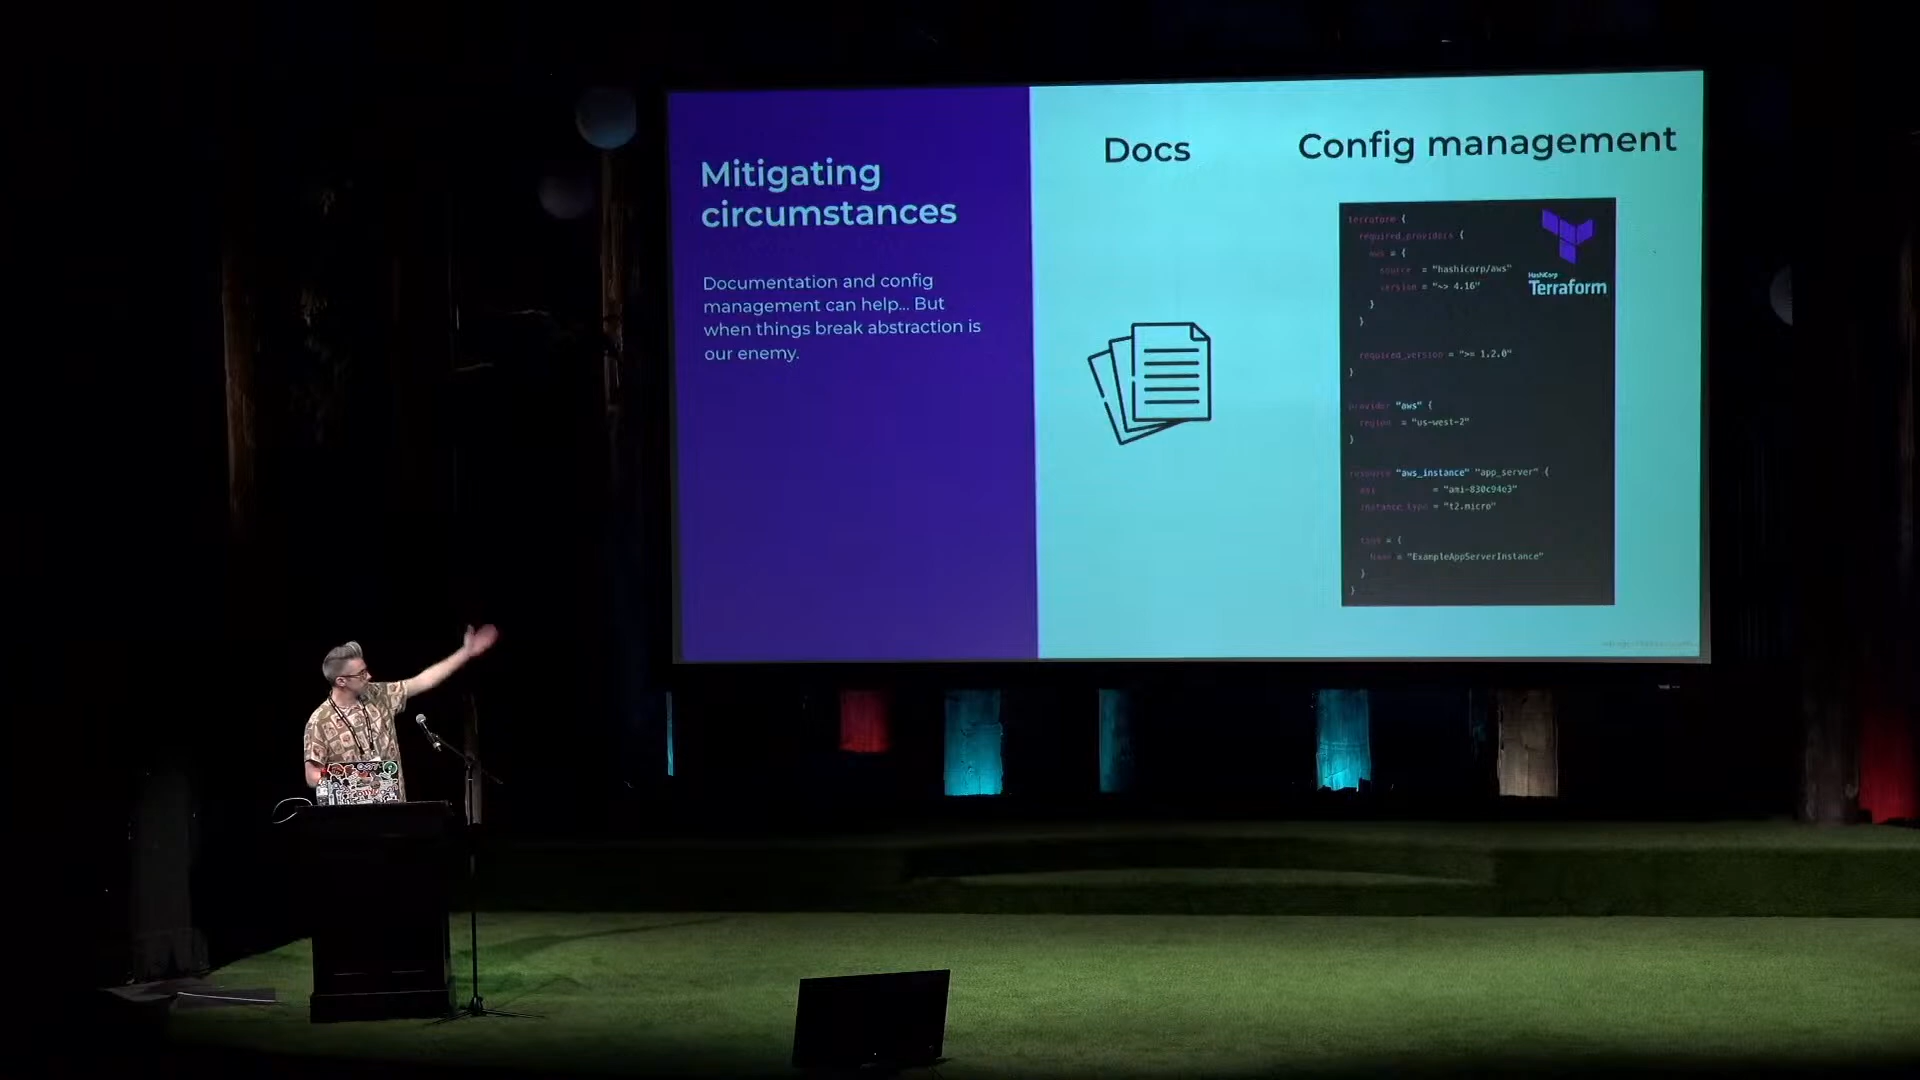 Mitigating
circumstances
Documentation and config
management can help... But
when things break abstraction is
our enemy.
Docs
Config management
terraform {
required_providers {
aws = {
source = "hashicorp/aws"
version = "~> 4.16"
}
}
required_version = ">= 1.2.0"
}
provider "aws" {
region = "us-west-2"
}
resource "aws_instance" "app_server" {
ami = "ami-830c94e3"
instance_type = "t2.micro"
tags = {
Name = "ExampleAppServerInstance"
}
}
HashiCorp
Terraform